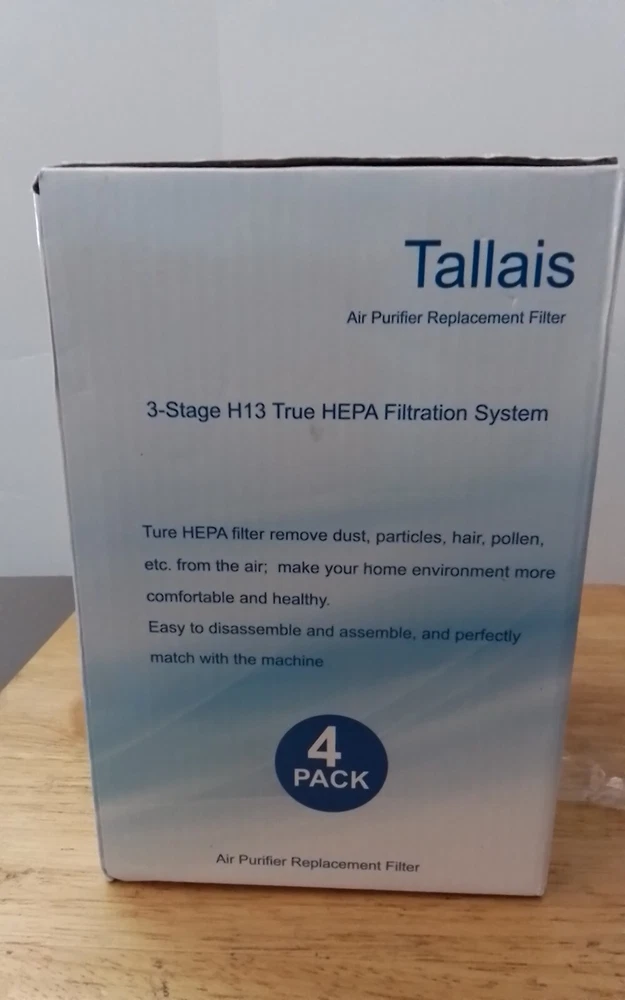 Tallais
Air Purifier Replacement Filter
3-Stage H13 True HEPA Filtration System
Ture HEPA filter remove dust, particles, hair, pollen,
etc. from the air; make your home environment more
comfortable and healthy.
Easy to disassemble and assemble, and perfectly
match with the machine
4
PACK
Air Purifier Replacement Filter